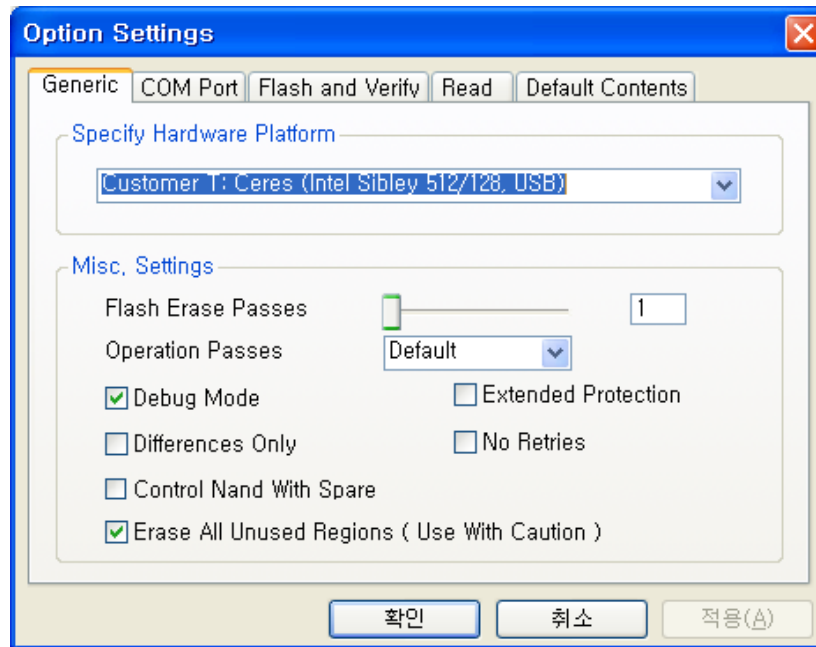 Option Settings
Generic COM Port Flash and Verify Read Default Contents
Specify Hardware Platform
Customer T: Ceres (Intel Sibley 512/128, USB)
Misc, Settings
Flash Erase Passes 1
Operation Passes Default
Debug Mode Extended Protection
Differences Only No Retries
Control Nand With Spare
Erase All Unused Regions ( Use With Caution )
확인 취소 적용(A)